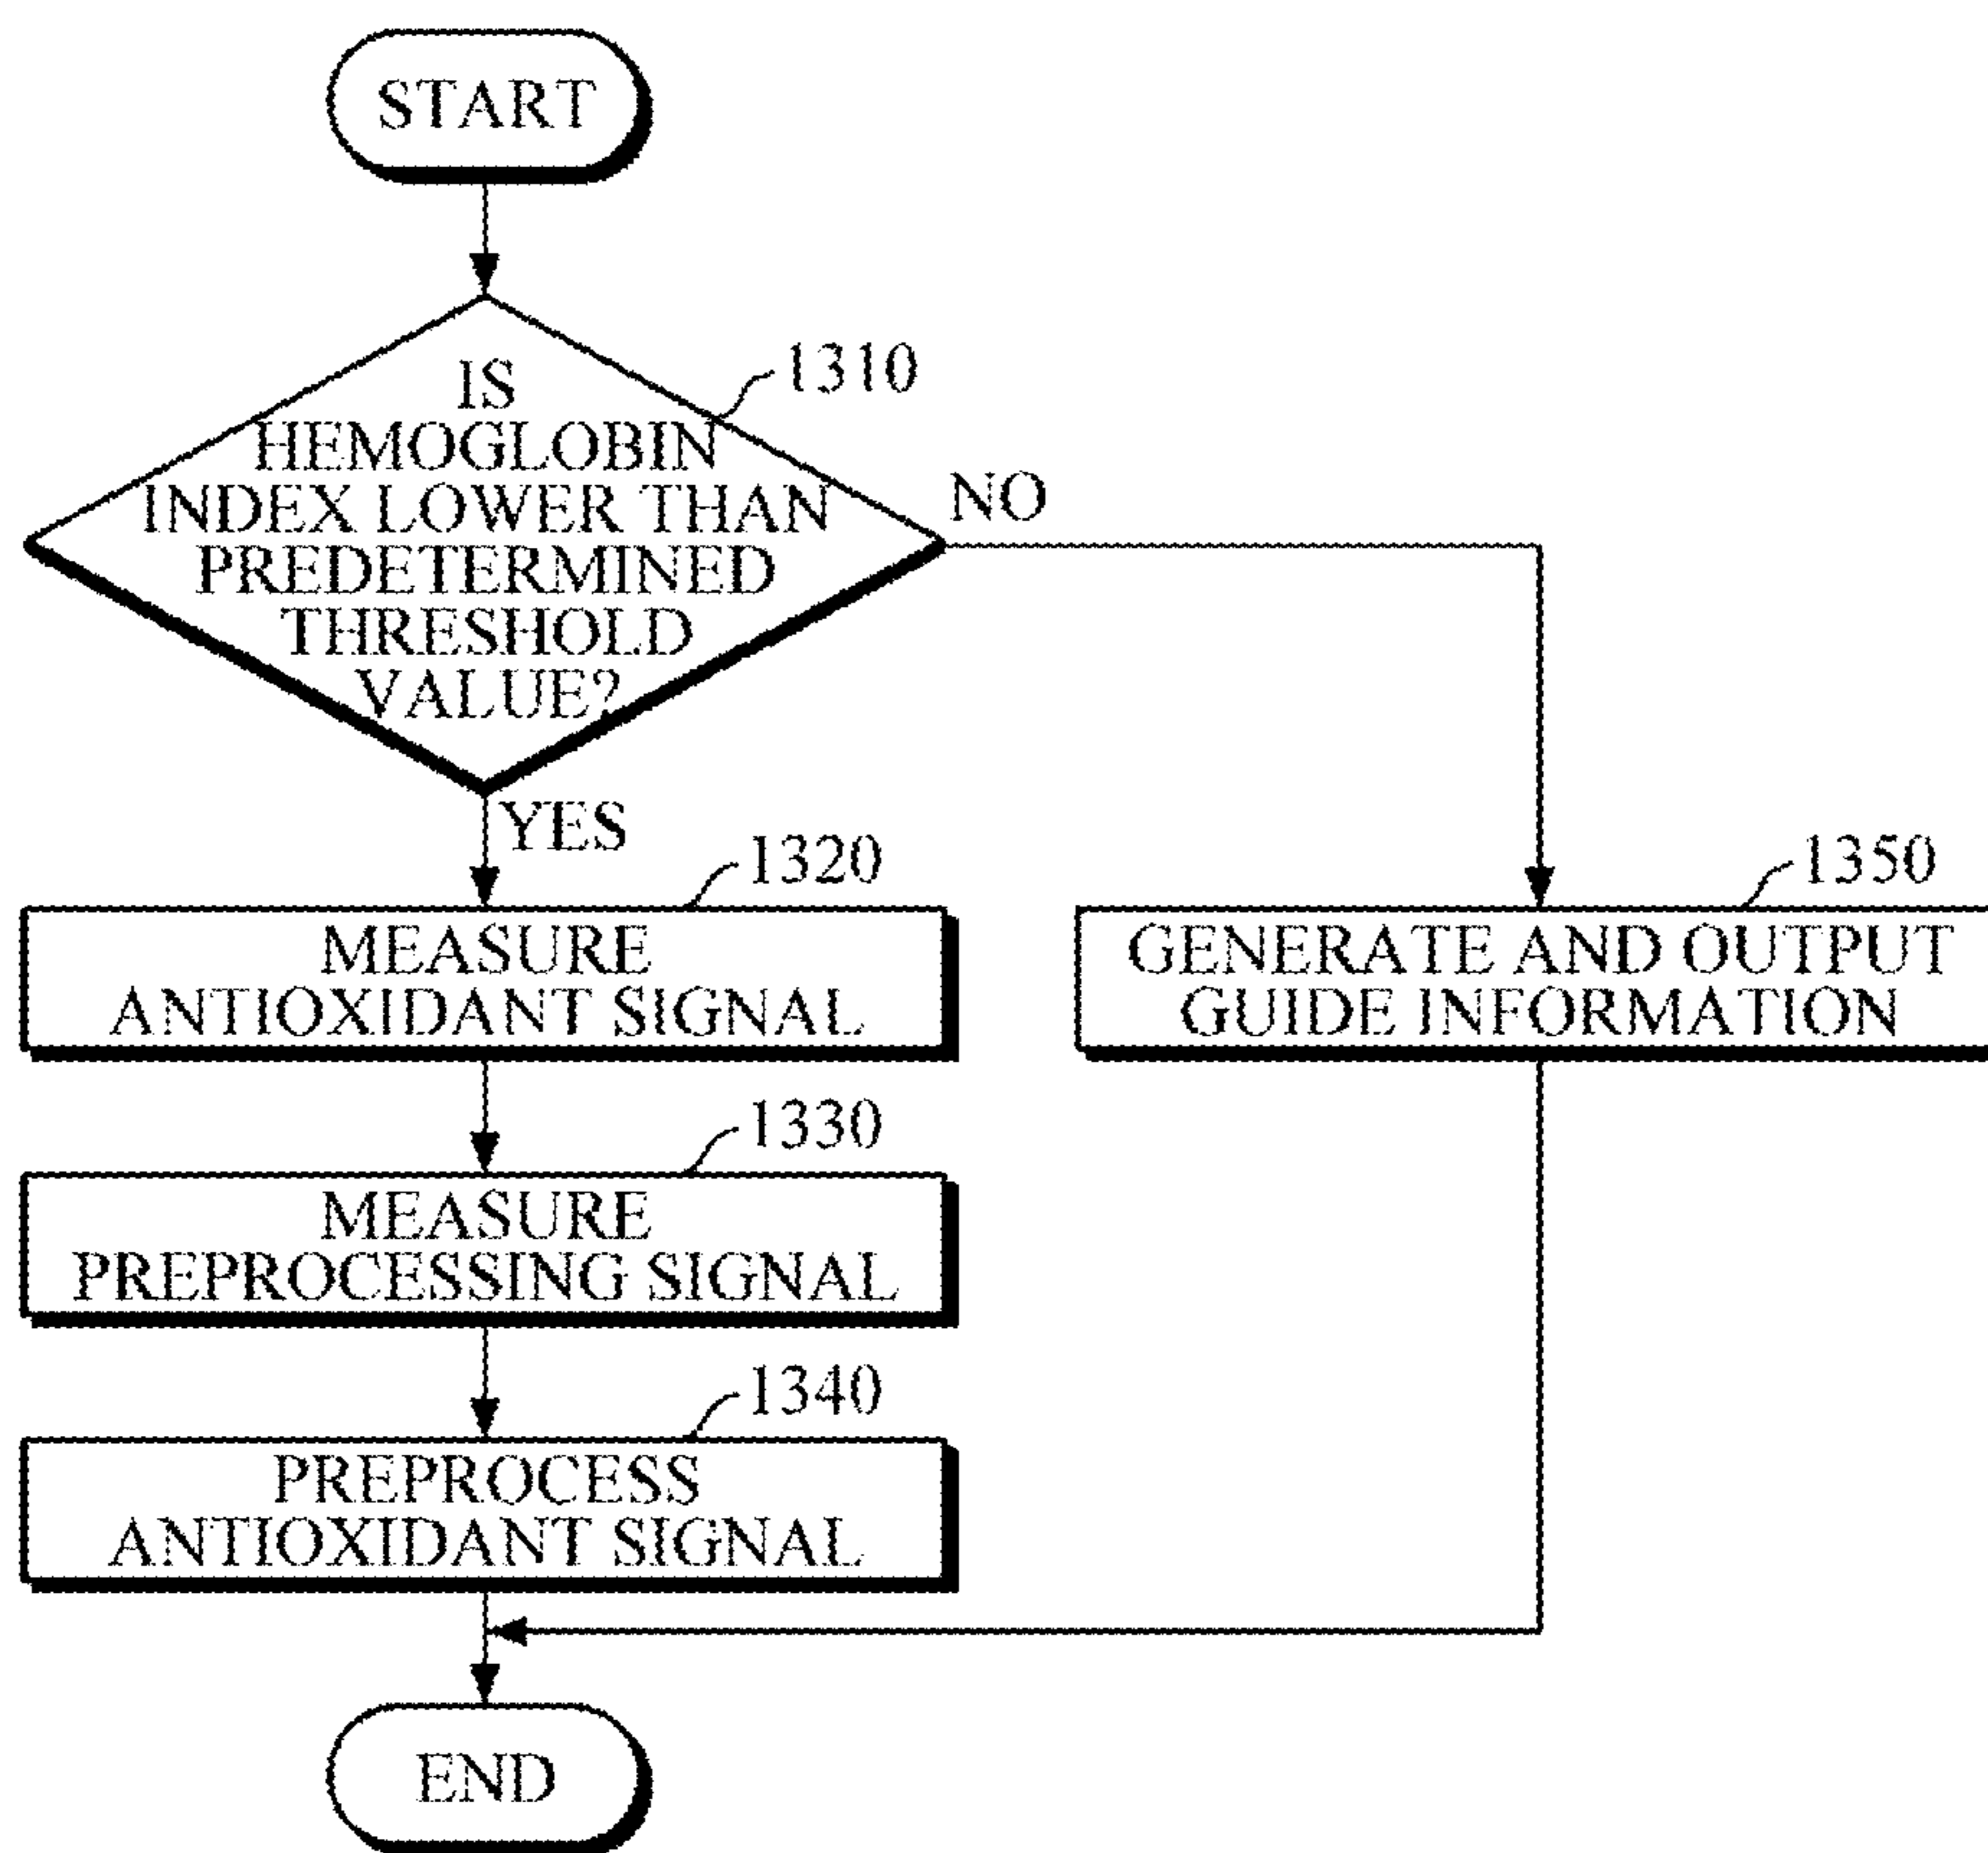 START
IS
HEMOGLOBIN
INDEX LOWER THAN
PREDETERMINED
THRESHOLD
VALUE?
1310
NO
YES
1320
MEASURE
ANTIOXIDANT SIGNAL
1350
GENERATE AND OUTPUT
GUIDE INFORMATION
1330
MEASURE
PREPROCESSING SIGNAL
1340
PREPROCESS
ANTIOXIDANT SIGNAL
END